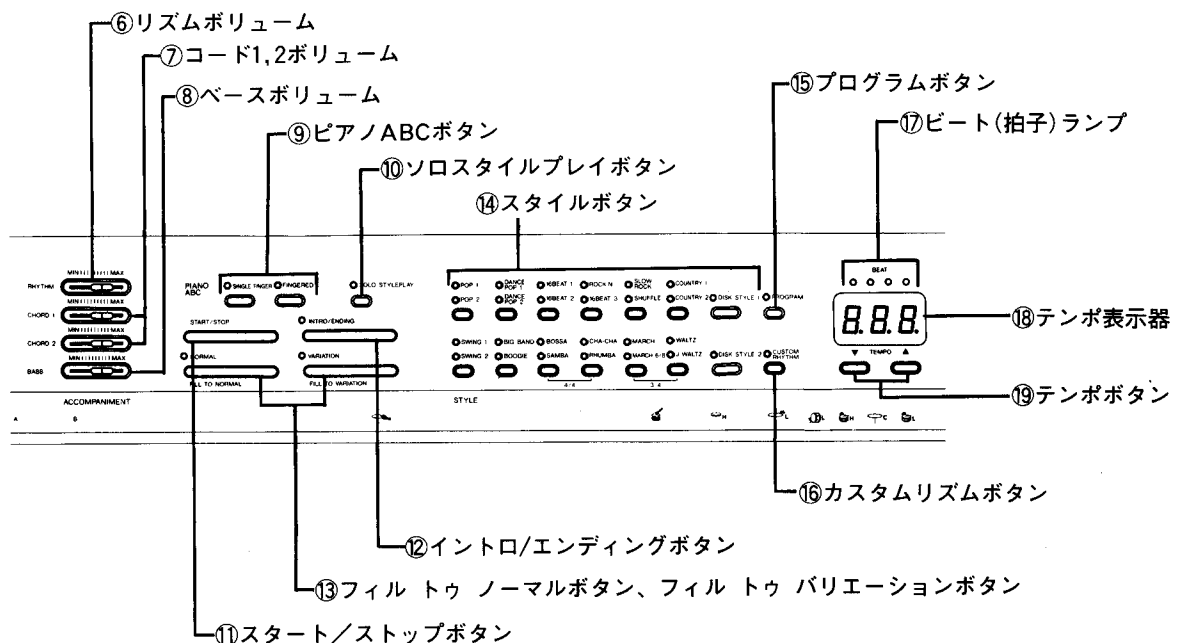 ⑥リズムボリューム
⑦コード1,2ボリューム
⑧ベースボリューム
⑨ピアノABCボタン
⑩ソロスタイルプレイボタン
⑭スタイルボタン
⑮プログラムボタン
⑰ビート(拍子)ランプ
MIN MAX
RHYTHM
CHORD 1
CHORD 2
MIN MAX
BASS
ACCOMPANIMENT
A B
PIANO ABC
SINGLE FINGER FINGERED
SOLO STYLEPLAY
START/STOP
INTRO/ENDING
NORMAL
VARIATION
FILL TO NORMAL
FILL TO VARIATION
POP 1 DANCE POP 1 16BEAT 1 ROCK'N SLOW ROCK COUNTRY 1
POP 2 DANCE POP 2 16BEAT 2 16BEAT 3 SHUFFLE COUNTRY 2 DISK STYLE 1 PROGRAM
SWING 1 BIG BAND BOSSA CHA-CHA MARCH WALTZ
SWING 2 BOOGIE SAMBA RHUMBA MARCH 6/8 J.WALTZ DISK STYLE 2 CUSTOM RHYTHM
4/4 3/4
STYLE
H L L H C L
BEAT
8.8.8.
▼ TEMPO ▲
⑱テンポ表示器
⑲テンポボタン
⑯カスタムリズムボタン
⑫イントロ/エンディングボタン
⑬フィル トゥ ノーマルボタン、フィル トゥ バリエーションボタン
⑪スタート/ストップボタン